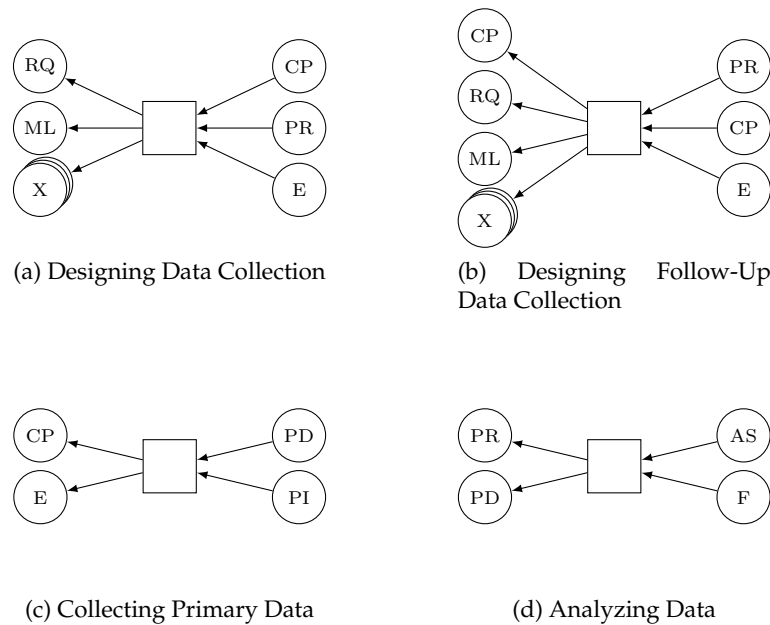 RQ
ML
X
CP
PR
E
(a) Designing Data Collection
CP
RQ
ML
X
PR
CP
E
(b) Designing Follow-Up
Data Collection
CP
E
PD
PI
(c) Collecting Primary Data
PR
PD
AS
F
(d) Analyzing Data